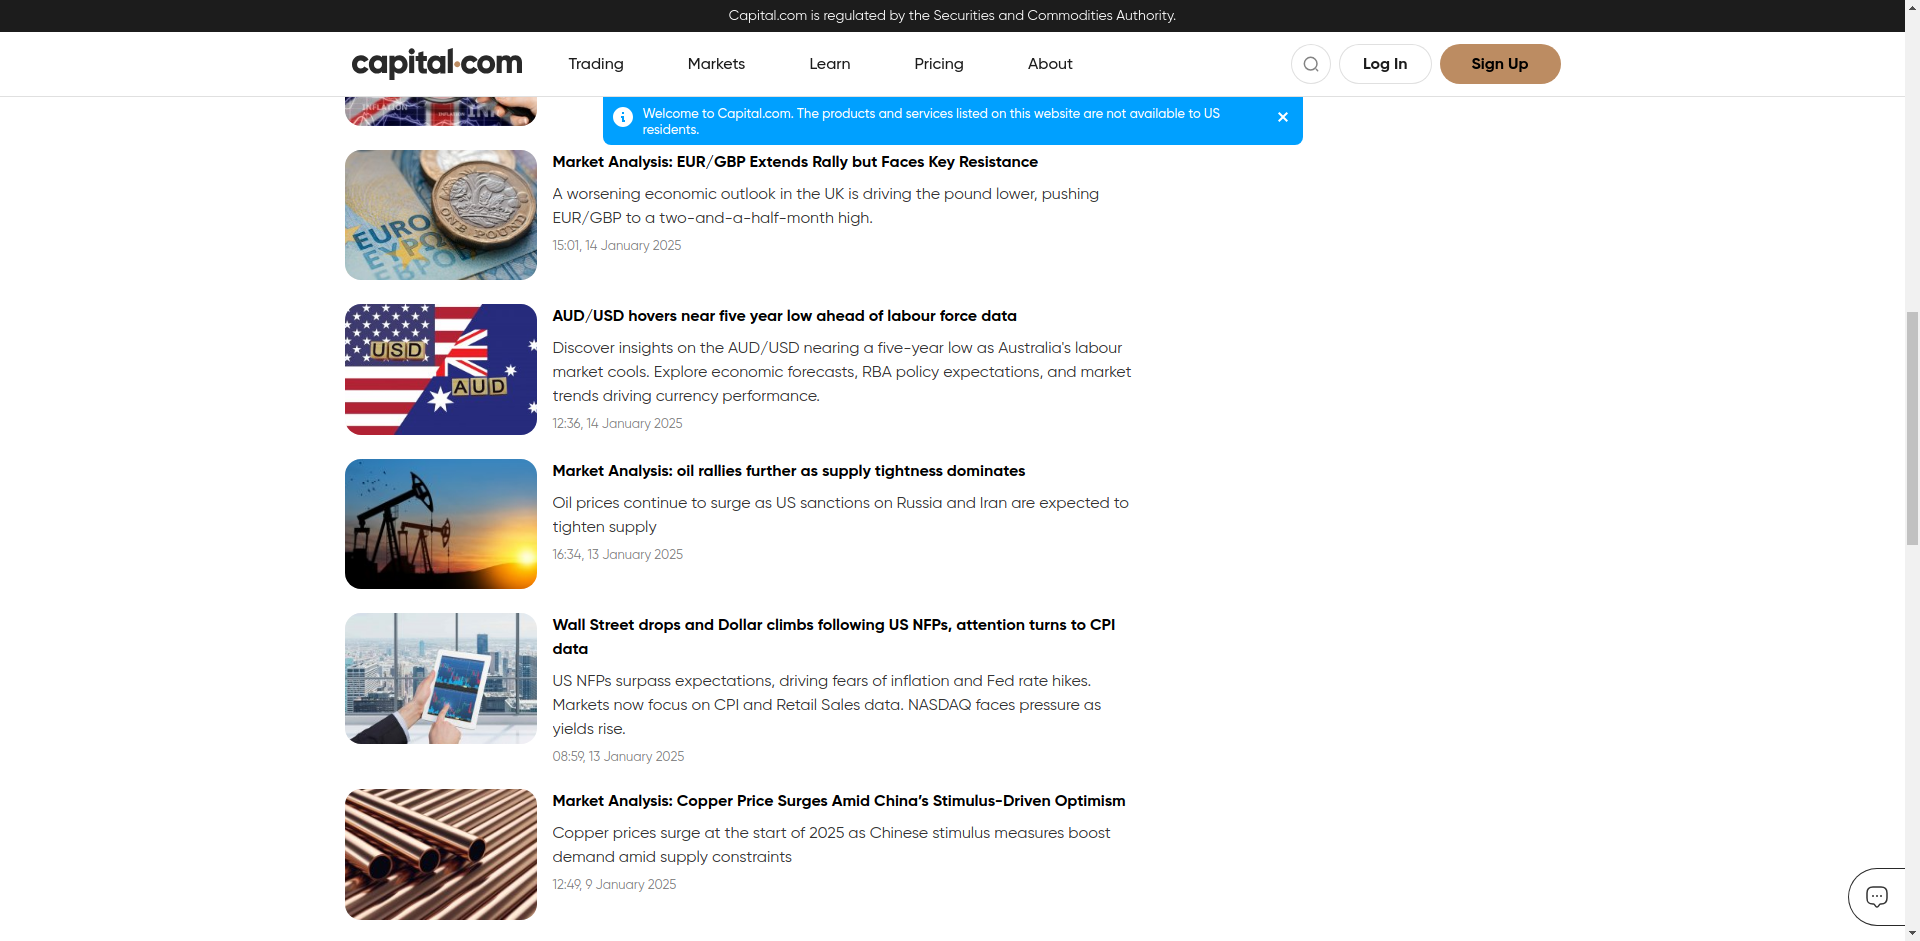 Capital.com is regulated by the Securities and Commodities Authority.
capital.com
Trading
Markets
Learn
Pricing
About
Log In
Sign Up
INFLATION
Welcome to Capital.com. The products and services listed on this website are not available to US
residents.
Market Analysis: EUR/GBP Extends Rally but Faces Key Resistance
A worsening economic outlook in the UK is driving the pound lower, pushing
EUR/GBP to a two-and-a-half-month high.
15:01, 14 January 2025
EURO
ΕΥΡΩ
ONE POUND
AUD/USD hovers near five year low ahead of labour force data
Discover insights on the AUD/USD nearing a five-year low as Australia's labour
market cools. Explore economic forecasts, RBA policy expectations, and market
trends driving currency performance.
12:36, 14 January 2025
USD
AUD
Market Analysis: oil rallies further as supply tightness dominates
Oil prices continue to surge as US sanctions on Russia and Iran are expected to
tighten supply
16:34, 13 January 2025
Wall Street drops and Dollar climbs following US NFPs, attention turns to CPI
data
US NFPs surpass expectations, driving fears of inflation and Fed rate hikes.
Markets now focus on CPI and Retail Sales data. NASDAQ faces pressure as
yields rise.
08:59, 13 January 2025
Market Analysis: Copper Price Surges Amid China’s Stimulus-Driven Optimism
Copper prices surge at the start of 2025 as Chinese stimulus measures boost
demand amid supply constraints
12:49, 9 January 2025